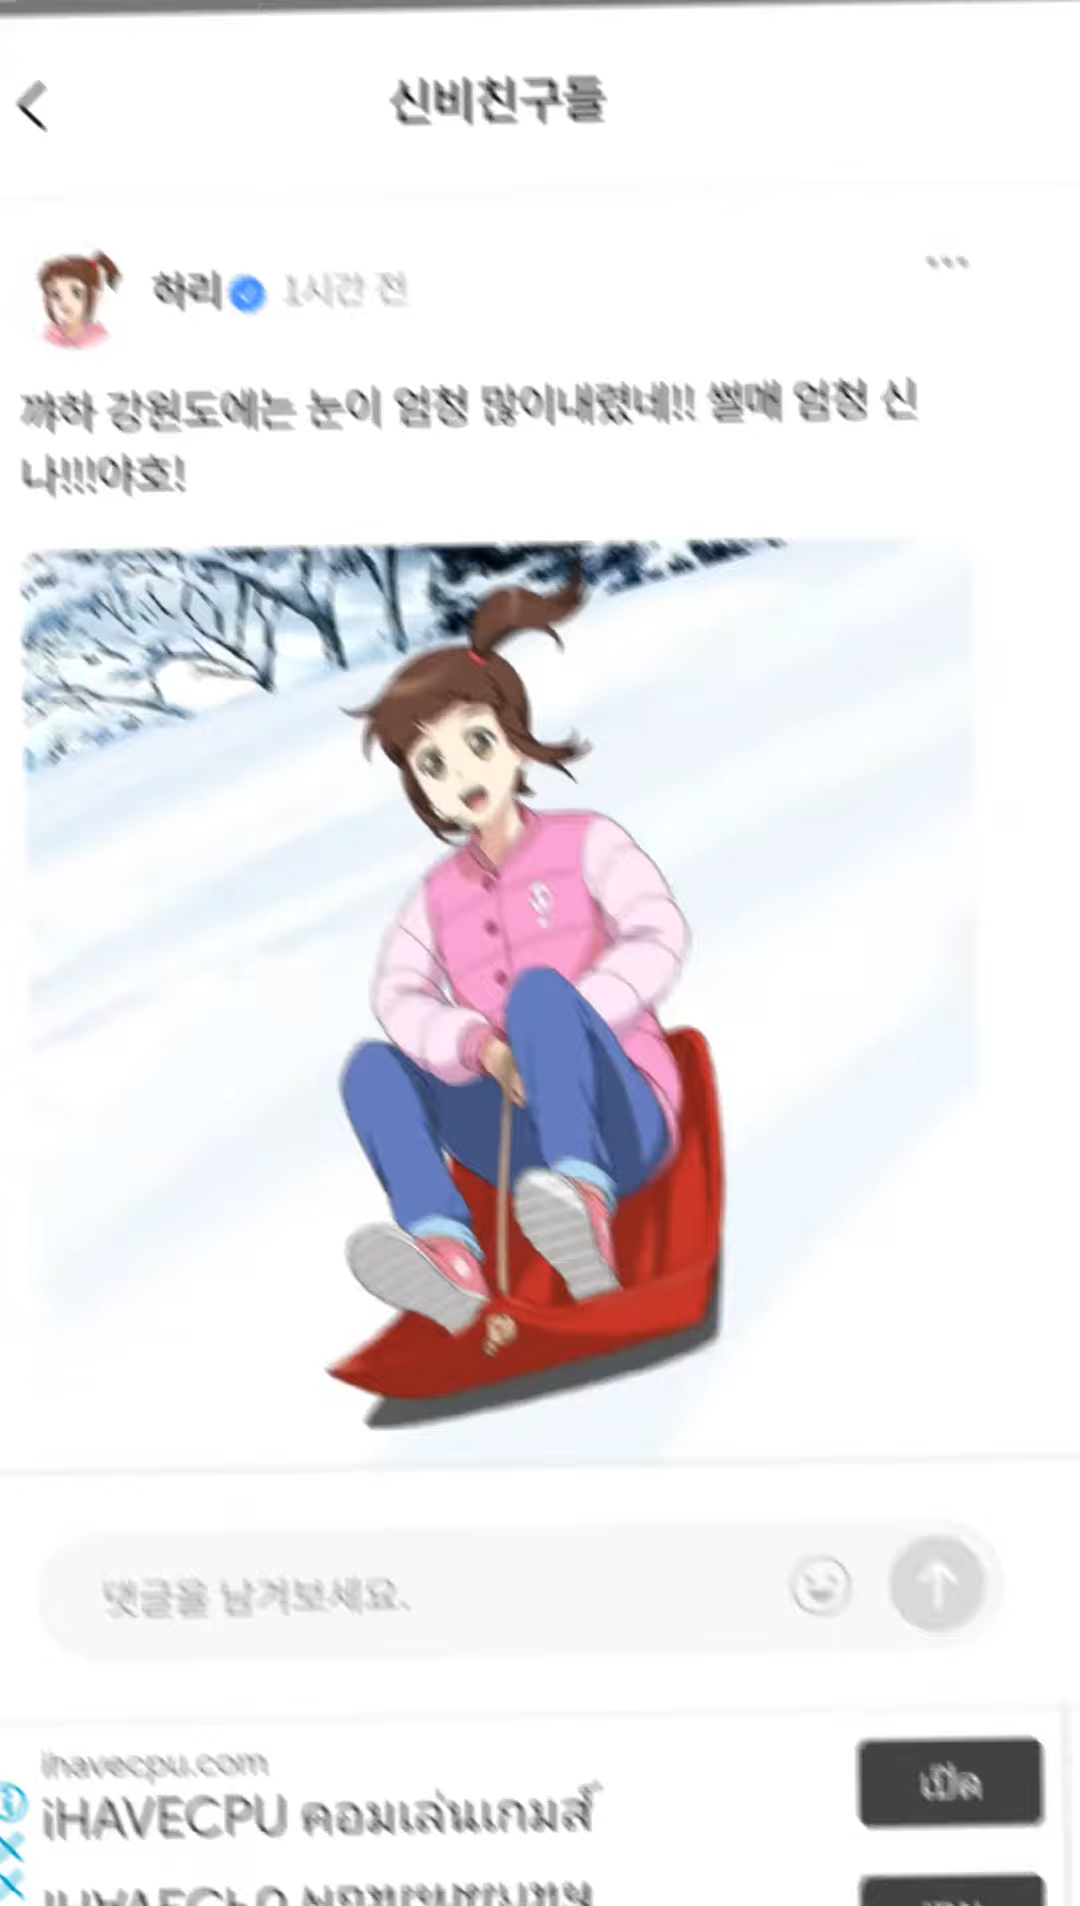 신비친구들
하리 1시간 전
꺄하 강원도에는 눈이 엄청 많이내렸네!! 썰매 엄청 신
나!!!야호!
댓글을 남겨보세요.
ihavecpu.com
iHAVECPU คอมเล่นเกมส์
เปิด